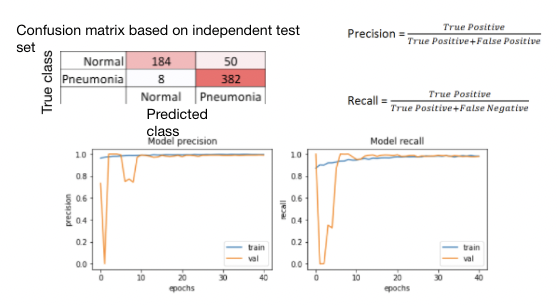 Confusion matrix based on independent test
set
True class
Normal 184 50
Pneumonia 8 382
Normal Pneumonia
Predicted
class
Precision = True Positive / True Positive+False Positive
Recall = True Positive / True Positive+False Negative
Model precision
precision
1.0
0.8
0.6
0.4
0.2
0.0
train
val
0 10 20 30 40
epochs
Model recall
recall
1.0
0.8
0.6
0.4
0.2
0.0
train
val
0 10 20 30 40
epochs